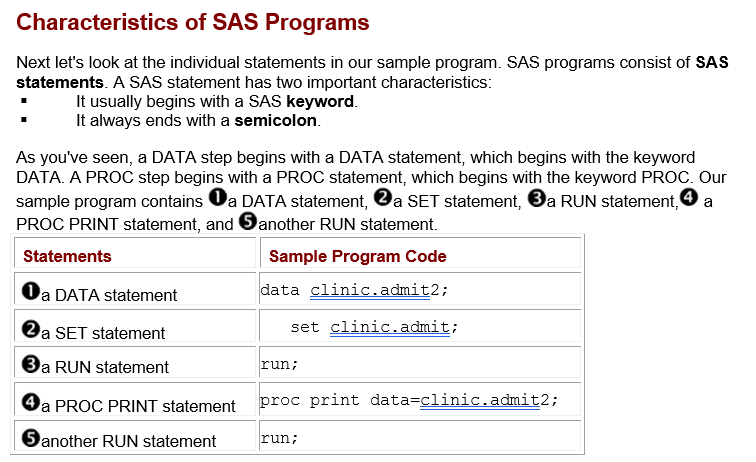 Characteristics of SAS Programs
Next let's look at the individual statements in our sample program. SAS programs consist of SAS
statements. A SAS statement has two important characteristics:
▪ It usually begins with a SAS keyword.
▪ It always ends with a semicolon.
As you've seen, a DATA step begins with a DATA statement, which begins with the keyword
DATA. A PROC step begins with a PROC statement, which begins with the keyword PROC. Our
sample program contains ❶a DATA statement, ❷a SET statement, ❸a RUN statement,❹ a
PROC PRINT statement, and ❺another RUN statement.
Statements Sample Program Code
❶a DATA statement data clinic.admit2;
❷a SET statement set clinic.admit;
❸a RUN statement run;
❹a PROC PRINT statement proc print data=clinic.admit2;
❺another RUN statement run;